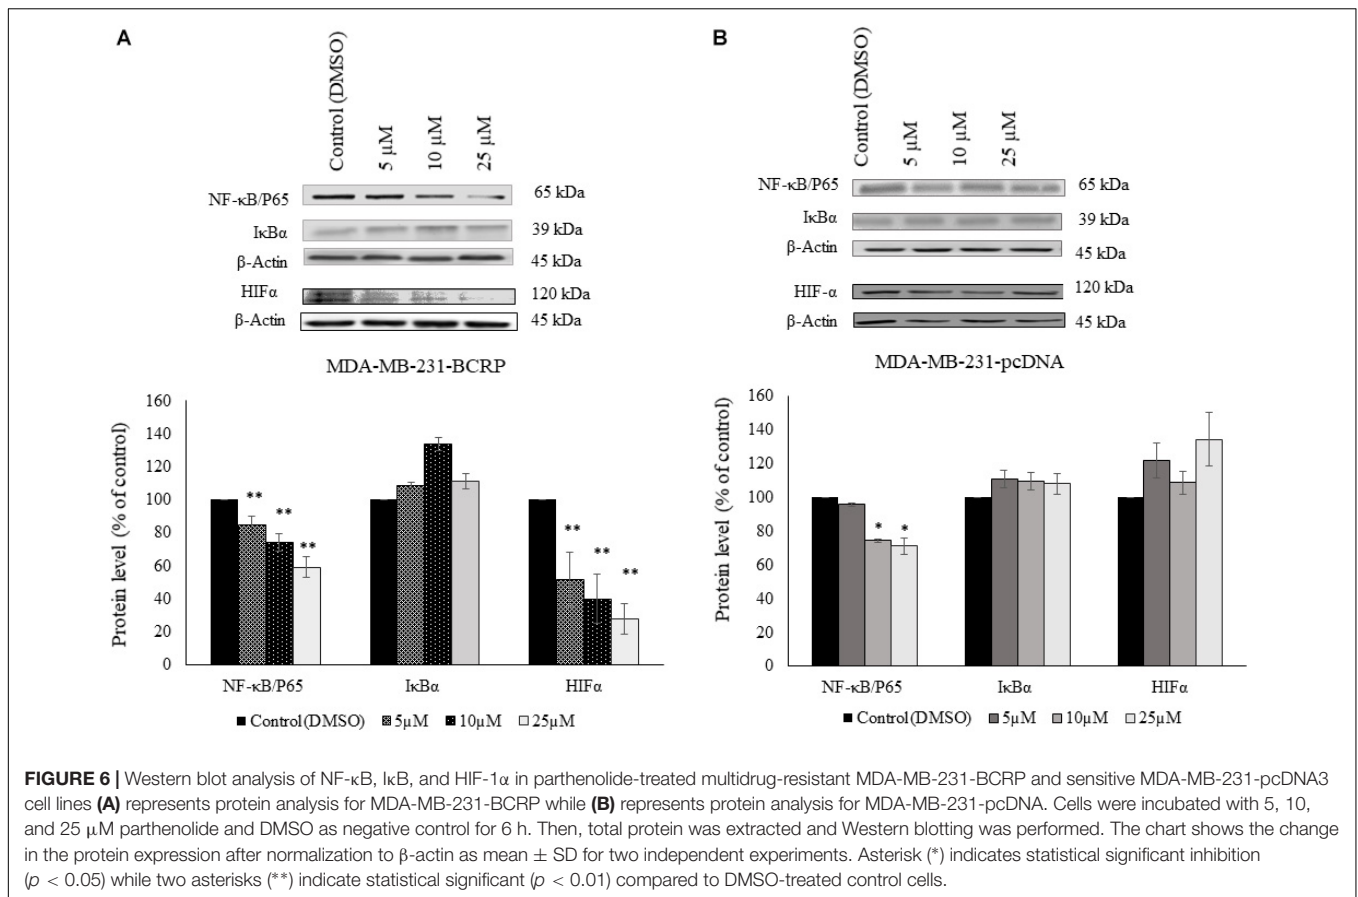 A
Control (DMSO)
5 µM
10 µM
25 µM
NF-κB/P65
65 kDa
IκBα
39 kDa
β-Actin
45 kDa
HIFα
120 kDa
β-Actin
45 kDa
MDA-MB-231-BCRP
Protein level (% of control)
160
140
120
100
80
60
40
20
0
**
**
**
**
**
**
NF-κB/P65
IκBα
HIFα
Control (DMSO)
5µM
10µM
25µM
B
Control (DMSO)
5 µM
10 µM
25 µM
NF-κB/P65
65 kDa
IκBα
39 kDa
β-Actin
45 kDa
HIF-α
120 kDa
β-Actin
45 kDa
MDA-MB-231-pcDNA
Protein level (% of control)
160
140
120
100
80
60
40
20
0
*
*
NF-κB/P65
IκBα
HIFα
Control (DMSO)
5µM
10µM
25µM
FIGURE 6 | Western blot analysis of NF-κB, IκB, and HIF-1α in parthenolide-treated multidrug-resistant MDA-MB-231-BCRP and sensitive MDA-MB-231-pcDNA3
cell lines (A) represents protein analysis for MDA-MB-231-BCRP while (B) represents protein analysis for MDA-MB-231-pcDNA. Cells were incubated with 5, 10,
and 25 μM parthenolide and DMSO as negative control for 6 h. Then, total protein was extracted and Western blotting was performed. The chart shows the change
in the protein expression after normalization to β-actin as mean ± SD for two independent experiments. Asterisk (*) indicates statistical significant inhibition
(p < 0.05) while two asterisks (**) indicate statistical significant (p < 0.01) compared to DMSO-treated control cells.